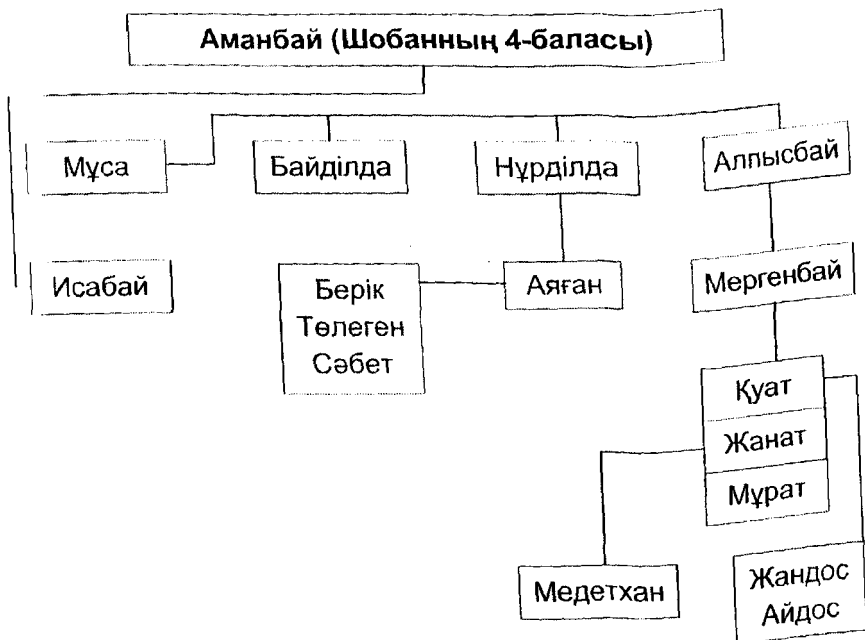 Аманбай (Шобанның 4-баласы)
Мұса
Байділда
Нұрділда
Алпысбай
Исабай
Берік
Төлеген
Сәбет
Аяған
Мергенбай
Қуат
Жанат
Мұрат
Медетхан
Жандос
Айдос